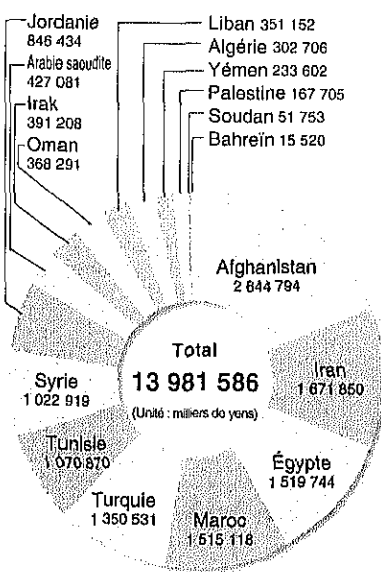 Jordanie
846 434
Arabie saoudite
427 081
Irak
391 208
Oman
368 291
Liban 351 152
Algérie 302 706
Yémen 233 602
Palestine 167 705
Soudan 51 753
Bahreïn 15 520
Afghanistan
2 644 794
Iran
1 671 850
Égypte
1 519 744
Maroc
1 515 118
Turquie
1 350 531
Tunisie
1 070 870
Syrie
1 022 919
Total
13 981 586
(Unité : milliers de yens)